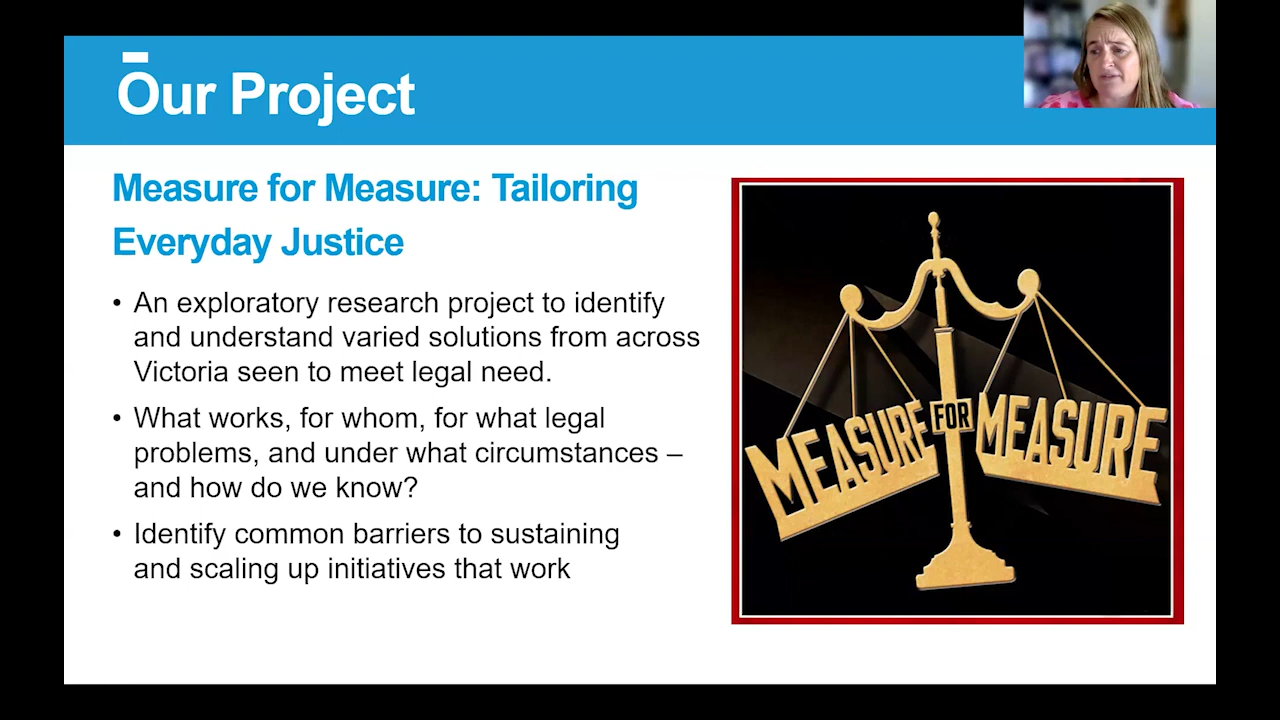 Our Project
Measure for Measure: Tailoring
Everyday Justice
• An exploratory research project to identify
and understand varied solutions from across
Victoria seen to meet legal need.
• What works, for whom, for what legal
problems, and under what circumstances –
and how do we know?
• Identify common barriers to sustaining
and scaling up initiatives that work
MEASURE FOR MEASURE